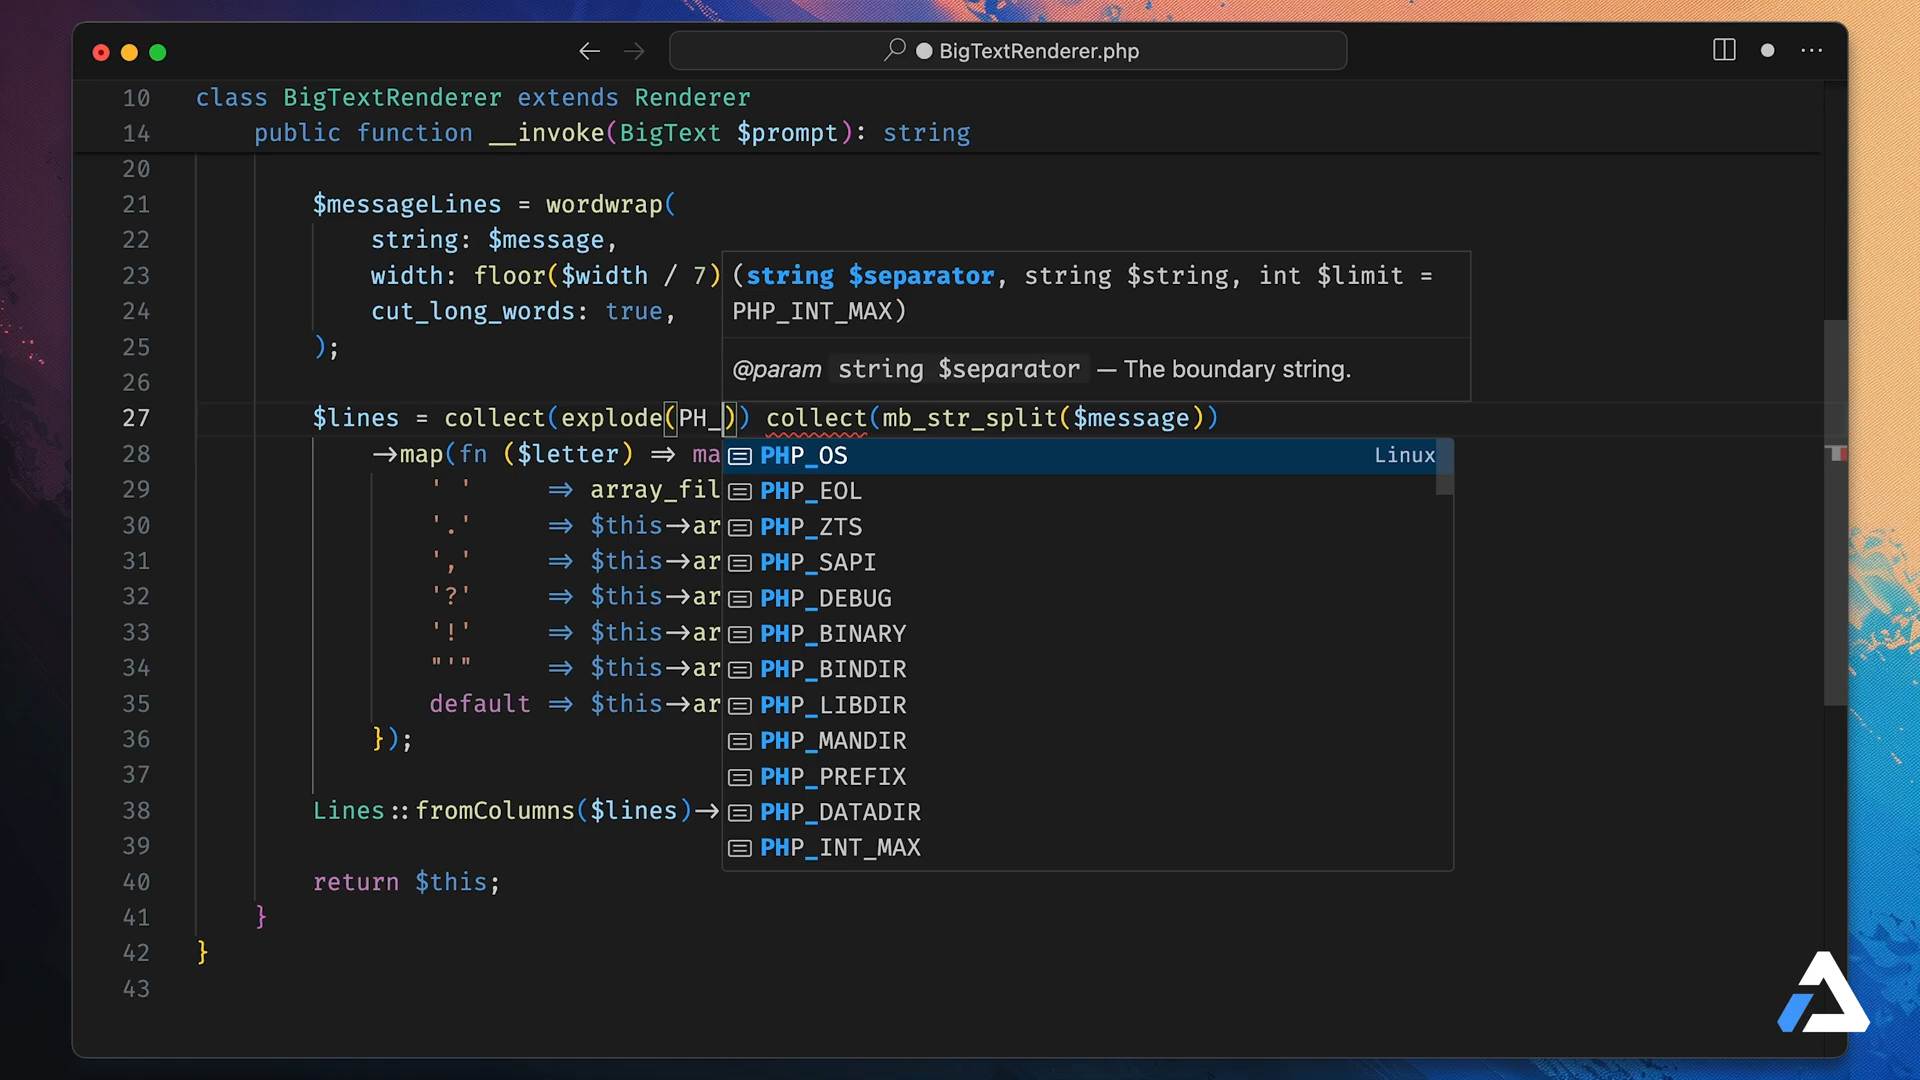 BigTextRenderer.php
10 class BigTextRenderer extends Renderer
14 public function __invoke(BigText $prompt): string
20
21 $messageLines = wordwrap(
22 string: $message,
23 width: floor($width / 7)
24 cut_long_words: true,
25 );
26
(string $separator, string $string, int $limit =
PHP_INT_MAX)
@param string $separator — The boundary string.
27 $lines = collect(explode(PH_)) collect(mb_str_split($message))
28 ->map(fn ($letter) => ma
29 ' ' => array_fil
30 '.' => $this->ar
31 ',' => $this->ar
32 '?' => $this->ar
33 '!' => $this->ar
34 "'" => $this->ar
35 default => $this->ar
36 });
37
38 Lines::fromColumns($lines)->
39
40 return $this;
41 }
42 }
43
PHP_OS Linux
PHP_EOL
PHP_ZTS
PHP_SAPI
PHP_DEBUG
PHP_BINARY
PHP_BINDIR
PHP_LIBDIR
PHP_MANDIR
PHP_PREFIX
PHP_DATADIR
PHP_INT_MAX